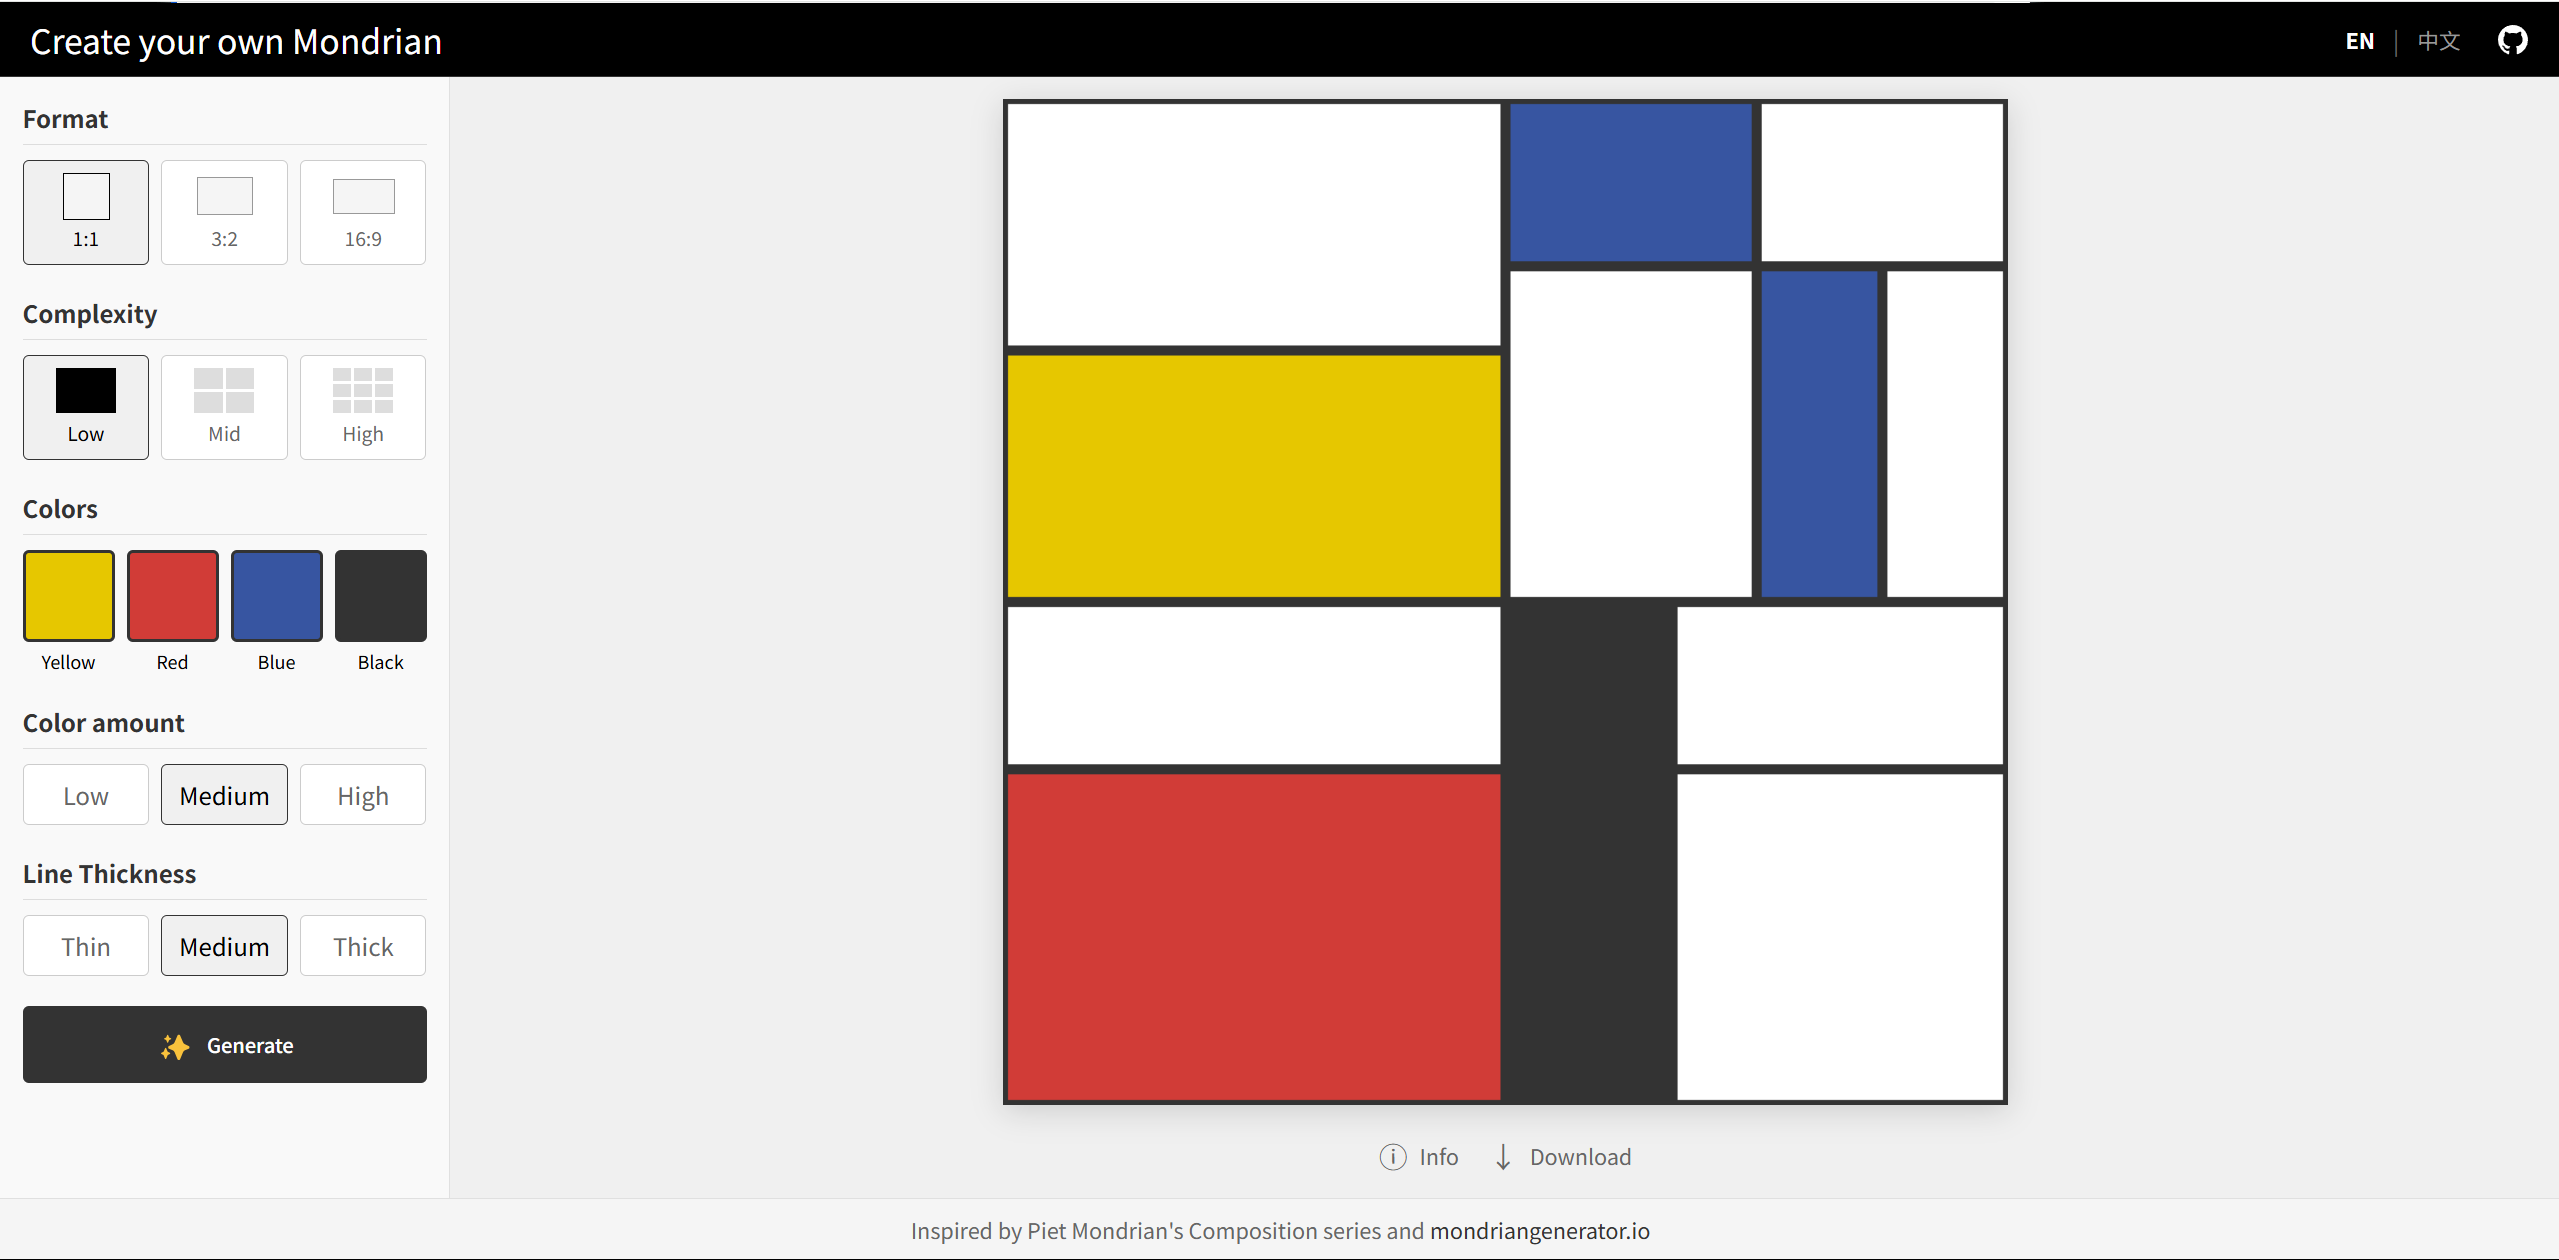 Create your own Mondrian
EN | 中文
Format
1:1 3:2 16:9
Complexity
Low Mid High
Colors
Yellow Red Blue Black
Color amount
Low Medium High
Line Thickness
Thin Medium Thick
Generate
Info Download
Inspired by Piet Mondrian's Composition series and mondriangenerator.io